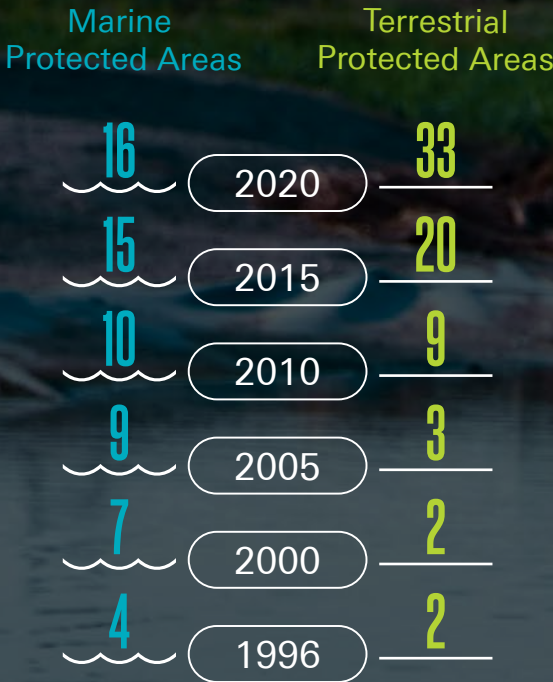 Marine
Protected Areas
Terrestrial
Protected Areas
16 2020 33
15 2015 20
10 2010 9
9 2005 3
7 2000 2
4 1996 2